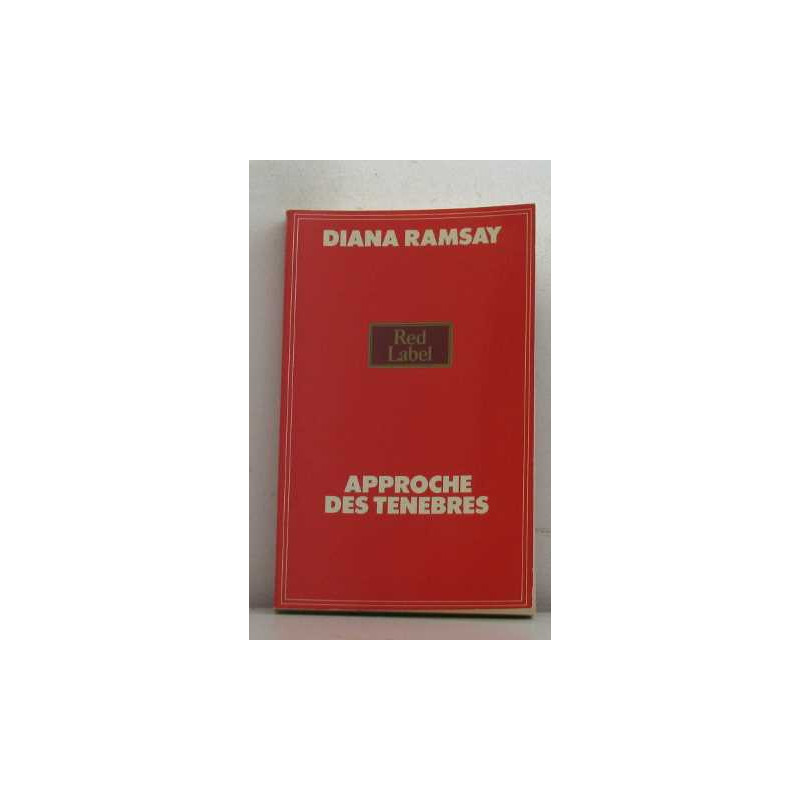 DIANA RAMSAY
Red
Label
APPROCHE
DES TENEBRES